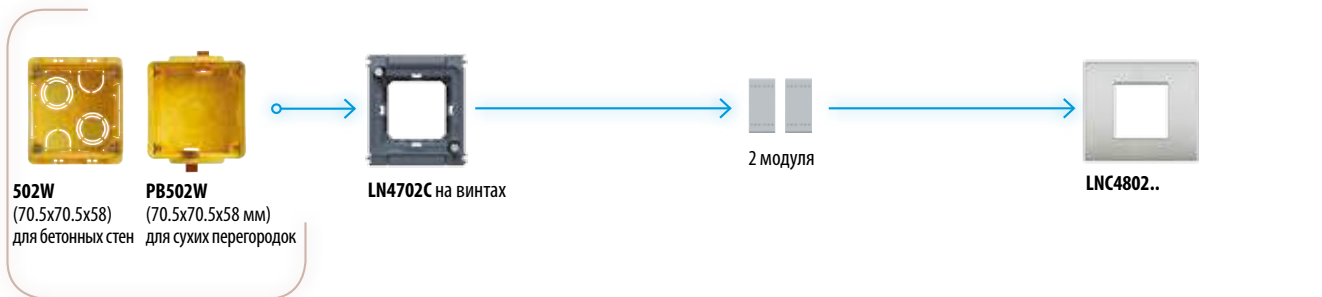 502W
(70.5x70.5x58)
для бетонных стен
PB502W
(70.5x70.5x58 мм)
для сухих перегородок
LN4702C на винтах
2 модуля
LNC4802..